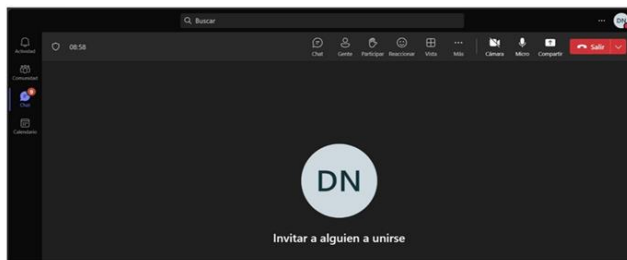 Buscar
DN
08:58
Chat Gente Participar Reaccionar Vista Más Cámara Micro Compartir Salir
Actividad
Comunidad
8
Chat
Calendario
DN
Invitar a alguien a unirse